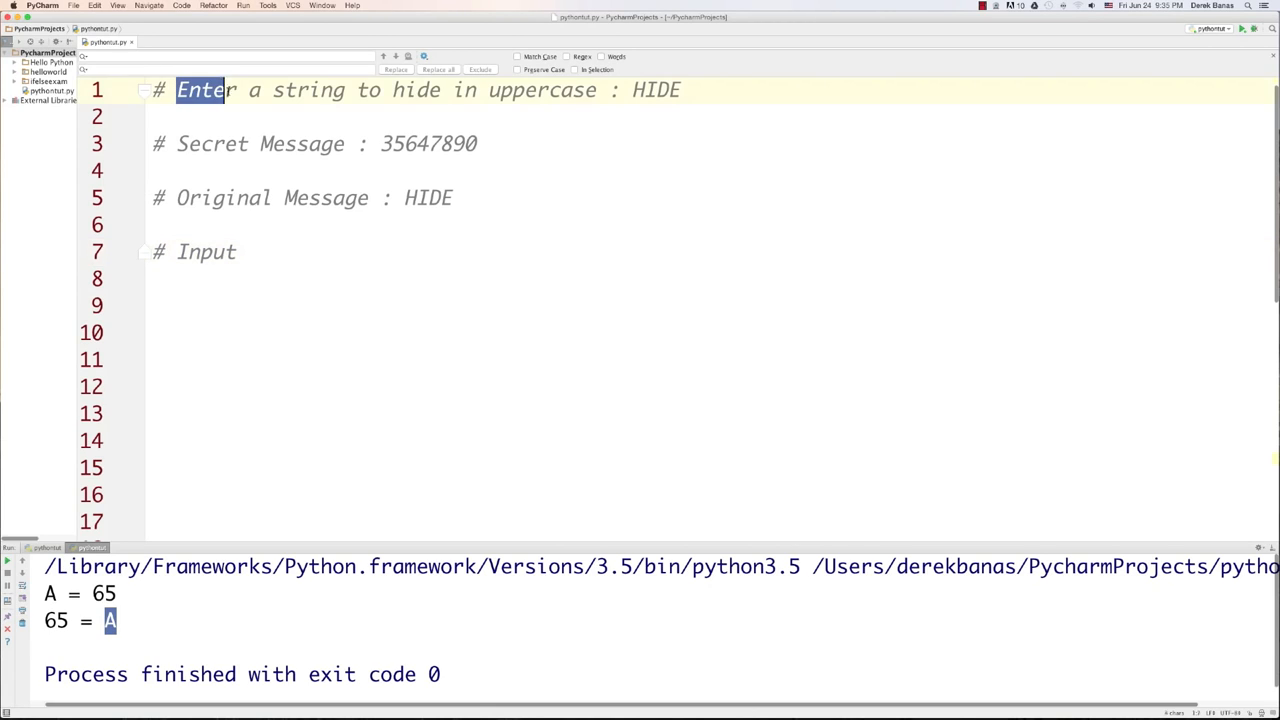 PyCharm File Edit View Navigate Code Refactor Run Tools VCS Window Help 10 Fri Jun 24 9:35 PM Derek Banas
pythontut.py - PycharmProjects - [~/PycharmProjects]
PycharmProjects pythontut.py pythontut
pythontut.py
PycharmProject
Hello Python
helloworld
ifelseexam
pythontut.py
External Librarie
Match Case Regex Words
Replace Replace all Exclude Preserve Case In Selection
1 # Enter a string to hide in uppercase : HIDE
2
3 # Secret Message : 35647890
4
5 # Original Message : HIDE
6
7 # Input
8
9
10
11
12
13
14
15
16
17
Run: pythontut pythontut
/Library/Frameworks/Python.framework/Versions/3.5/bin/python3.5 /Users/derekbanas/PycharmProjects/pytho
A = 65
65 = A
Process finished with exit code 0
4 chars 1:7 LF÷ UTF-8÷